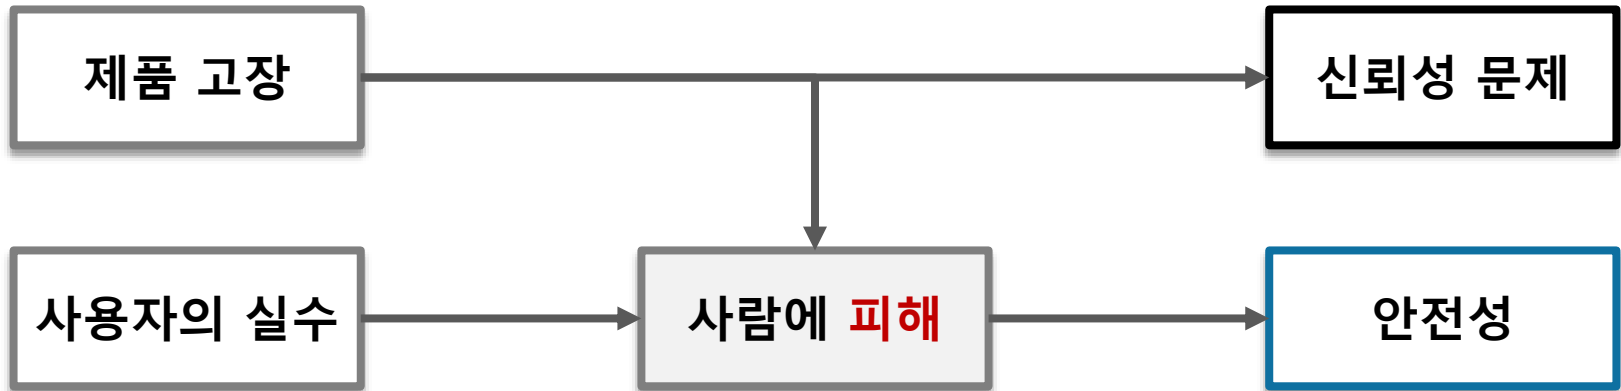 제품 고장
신뢰성 문제
사용자의 실수
사람에 피해
안전성